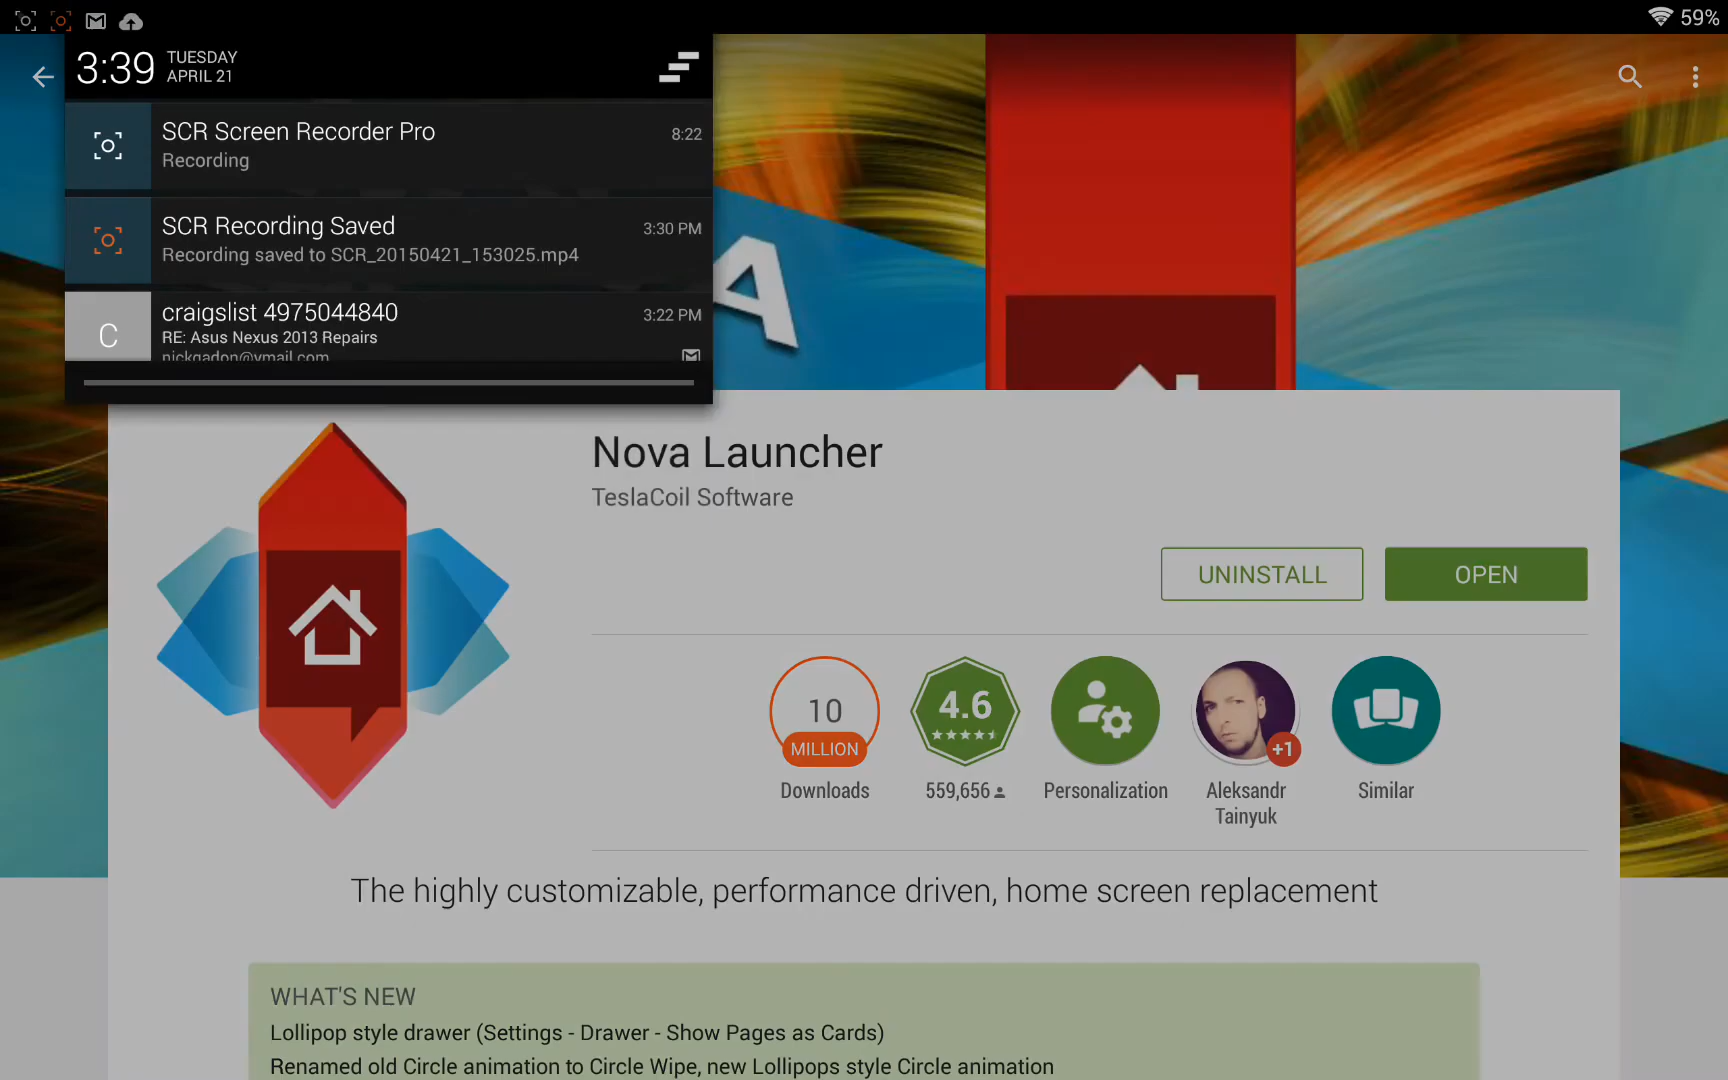 59%
3:39
TUESDAY
APRIL 21
SCR Screen Recorder Pro
8:22
Recording
SCR Recording Saved
3:30 PM
Recording saved to SCR_20150421_153025.mp4
C
craigslist 4975044840
3:22 PM
RE: Asus Nexus 2013 Repairs
nickgadon@ymail.com
A
Nova Launcher
TeslaCoil Software
UNINSTALL
OPEN
10
MILLION
Downloads
4.6
559,656
Personalization
+1
Aleksandr
Tainyuk
Similar
The highly customizable, performance driven, home screen replacement
WHAT'S NEW
Lollipop style drawer (Settings - Drawer - Show Pages as Cards)
Renamed old Circle animation to Circle Wipe, new Lollipops style Circle animation